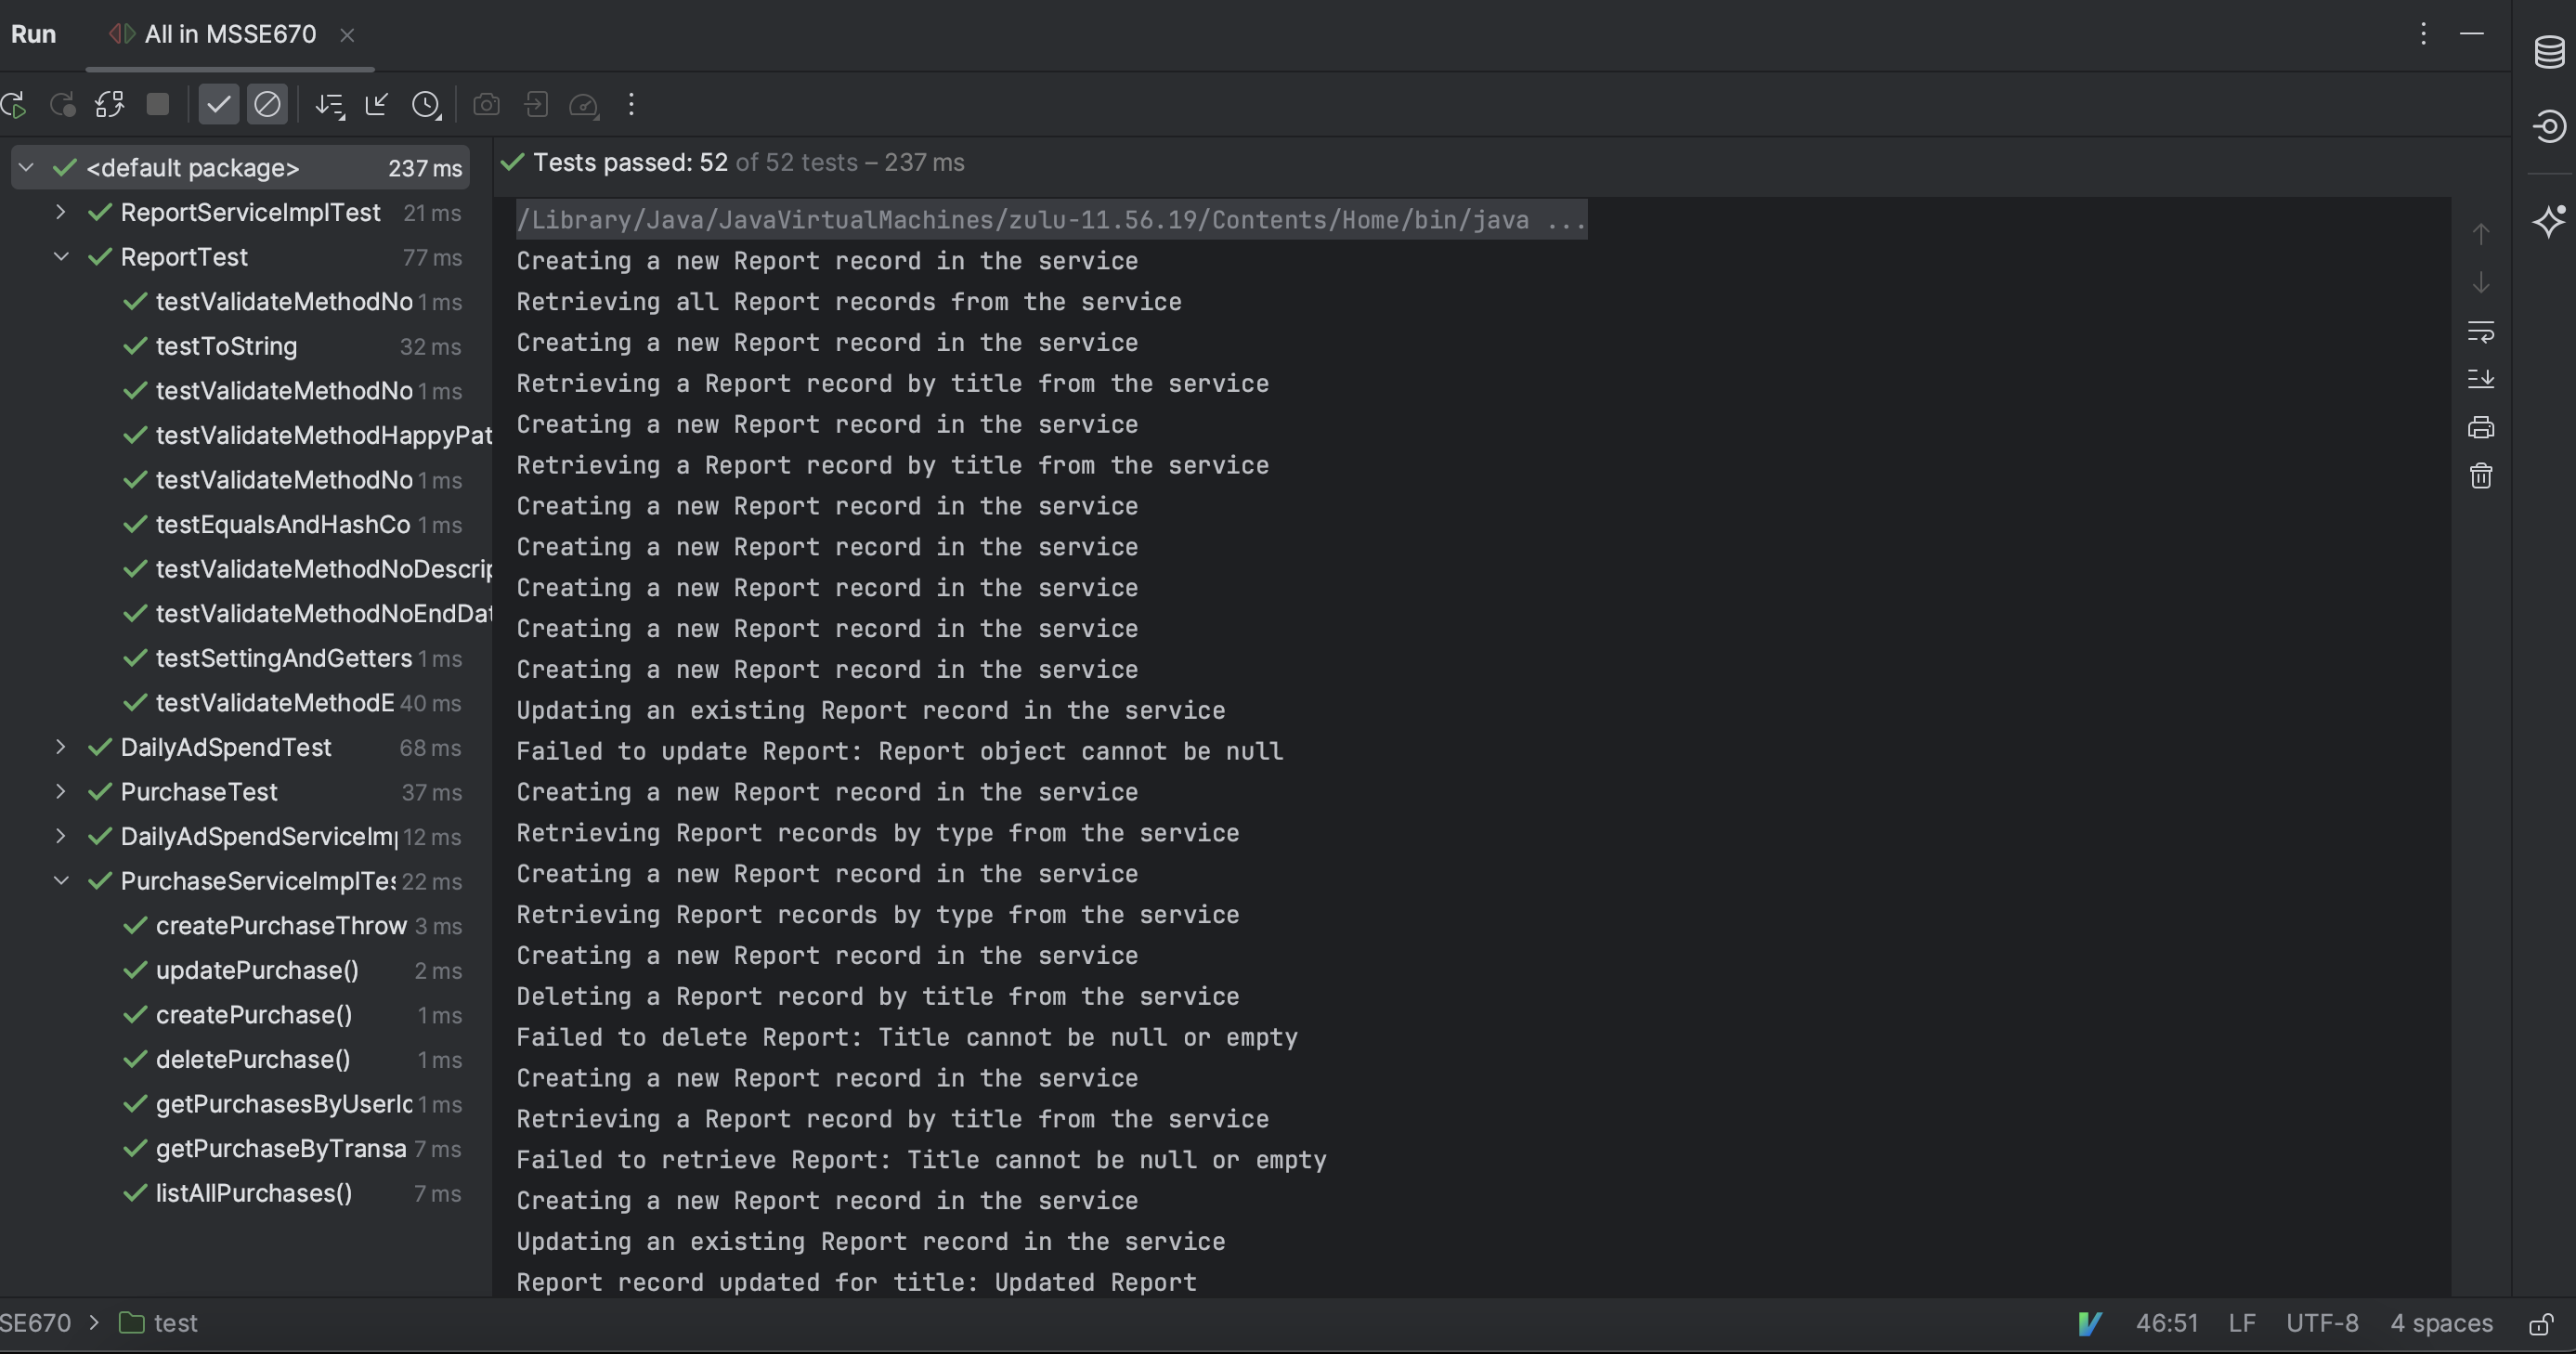 Run All in MSSE670
<default package> 237 ms
ReportServiceImplTest 21 ms
ReportTest 77 ms
testValidateMethodNo 1 ms
testToString 32 ms
testValidateMethodNo 1 ms
testValidateMethodHappyPat
testValidateMethodNo 1 ms
testEqualsAndHashCo 1 ms
testValidateMethodNoDescrip
testValidateMethodNoEndDat
testSettingAndGetters 1 ms
testValidateMethodE 40 ms
DailyAdSpendTest 68 ms
PurchaseTest 37 ms
DailyAdSpendServiceImp 12 ms
PurchaseServiceImplTes 22 ms
createPurchaseThrow 3 ms
updatePurchase() 2 ms
createPurchase() 1 ms
deletePurchase() 1 ms
getPurchasesByUserId 1 ms
getPurchaseByTransa 7 ms
listAllPurchases() 7 ms
Tests passed: 52 of 52 tests – 237 ms
/Library/Java/JavaVirtualMachines/zulu-11.56.19/Contents/Home/bin/java ...
Creating a new Report record in the service
Retrieving all Report records from the service
Creating a new Report record in the service
Retrieving a Report record by title from the service
Creating a new Report record in the service
Retrieving a Report record by title from the service
Creating a new Report record in the service
Creating a new Report record in the service
Creating a new Report record in the service
Creating a new Report record in the service
Creating a new Report record in the service
Updating an existing Report record in the service
Failed to update Report: Report object cannot be null
Creating a new Report record in the service
Retrieving Report records by type from the service
Creating a new Report record in the service
Retrieving Report records by type from the service
Creating a new Report record in the service
Deleting a Report record by title from the service
Failed to delete Report: Title cannot be null or empty
Creating a new Report record in the service
Retrieving a Report record by title from the service
Failed to retrieve Report: Title cannot be null or empty
Creating a new Report record in the service
Updating an existing Report record in the service
Report record updated for title: Updated Report
SE670 > test 46:51 LF UTF-8 4 spaces